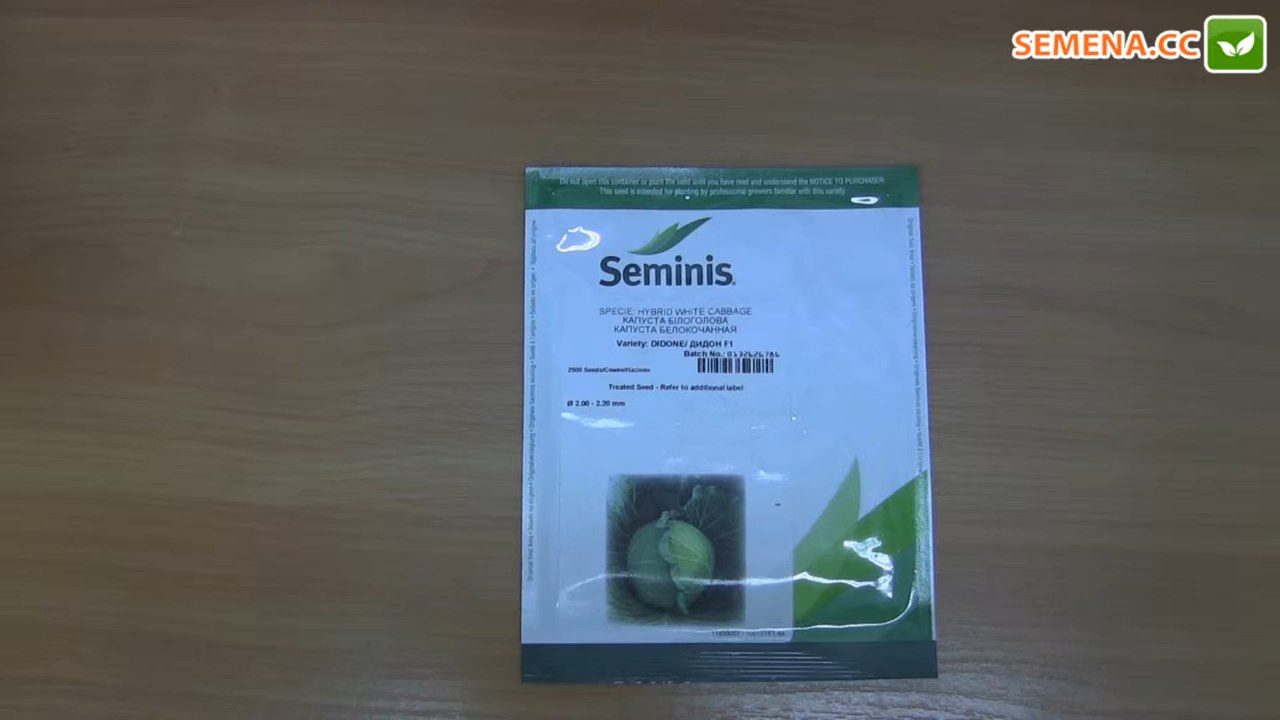 SEMENA.CC
Do not open this container or plant the seed until you have read and understand the NOTICE TO PURCHASER.
This seed is intended for planting by professional growers familiar with this variety.
Seminis
SPECIE: HYBRID WHITE CABBAGE
КАПУСТА БІЛОГОЛОВА
КАПУСТА БЕЛОКОЧАННАЯ
Variety: DIDONE/ ДИДОН F1
Batch No.:
2500 Seeds/Семян/Насінин
Treated Seed - Refer to additional label
Ø 2.00 - 2.20 mm